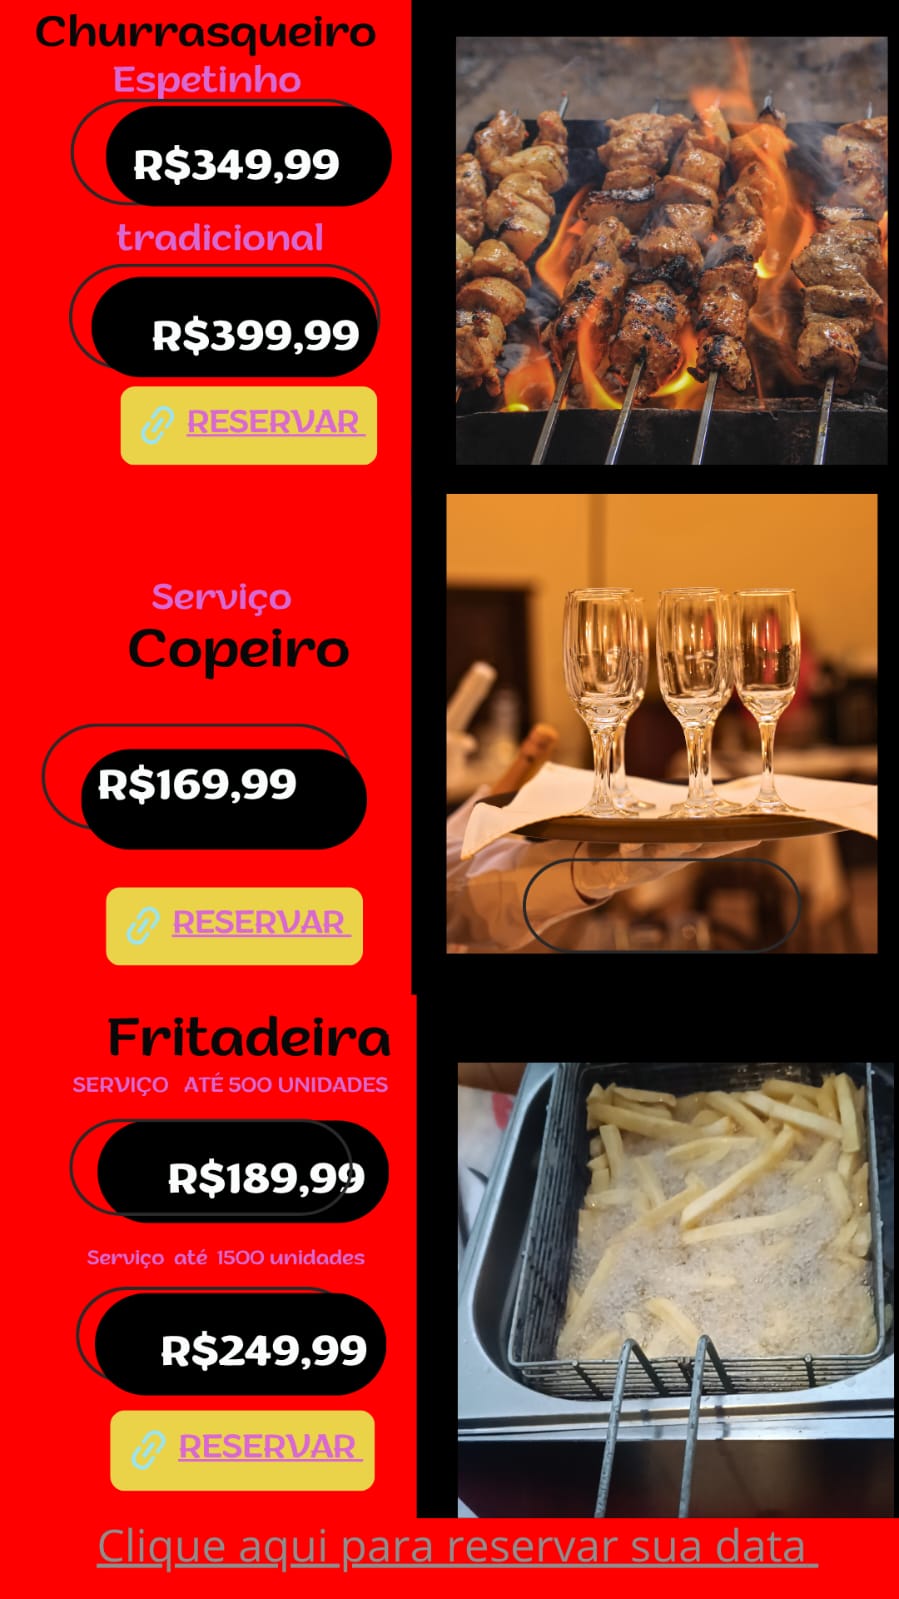 Churrasqueiro
Espetinho
R$349,99
tradicional
R$399,99
RESERVAR
Serviço
Copeiro
R$169,99
RESERVAR
Fritadeira
SERVIÇO ATÉ 500 UNIDADES
R$189,99
Serviço até 1500 unidades
R$249,99
RESERVAR
Clique aqui para reservar sua data